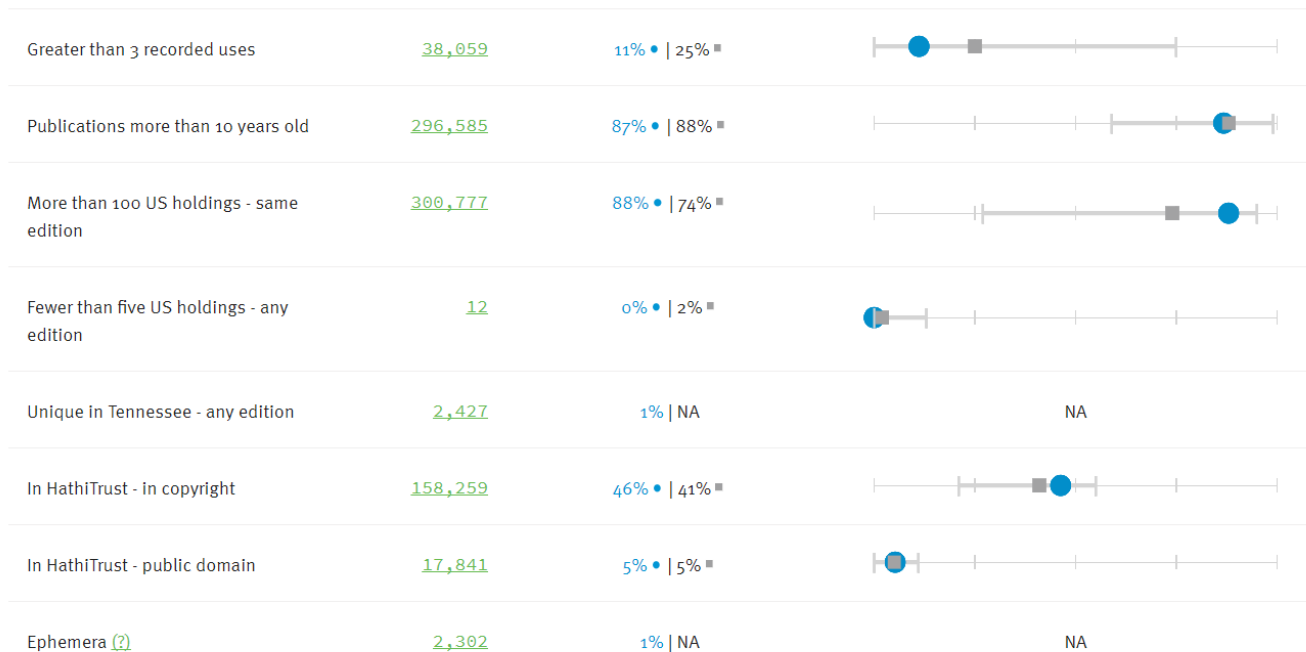 Greater than 3 recorded uses 38,059 11% ● | 25% ■
Publications more than 10 years old 296,585 87% ● | 88% ■
More than 100 US holdings - same 300,777 88% ● | 74% ■
edition
Fewer than five US holdings - any 12 0% ● | 2% ■
edition
Unique in Tennessee - any edition 2,427 1% | NA NA
In HathiTrust - in copyright 158,259 46% ● | 41% ■
In HathiTrust - public domain 17,841 5% ● | 5% ■
Ephemera (?) 2,302 1% | NA NA